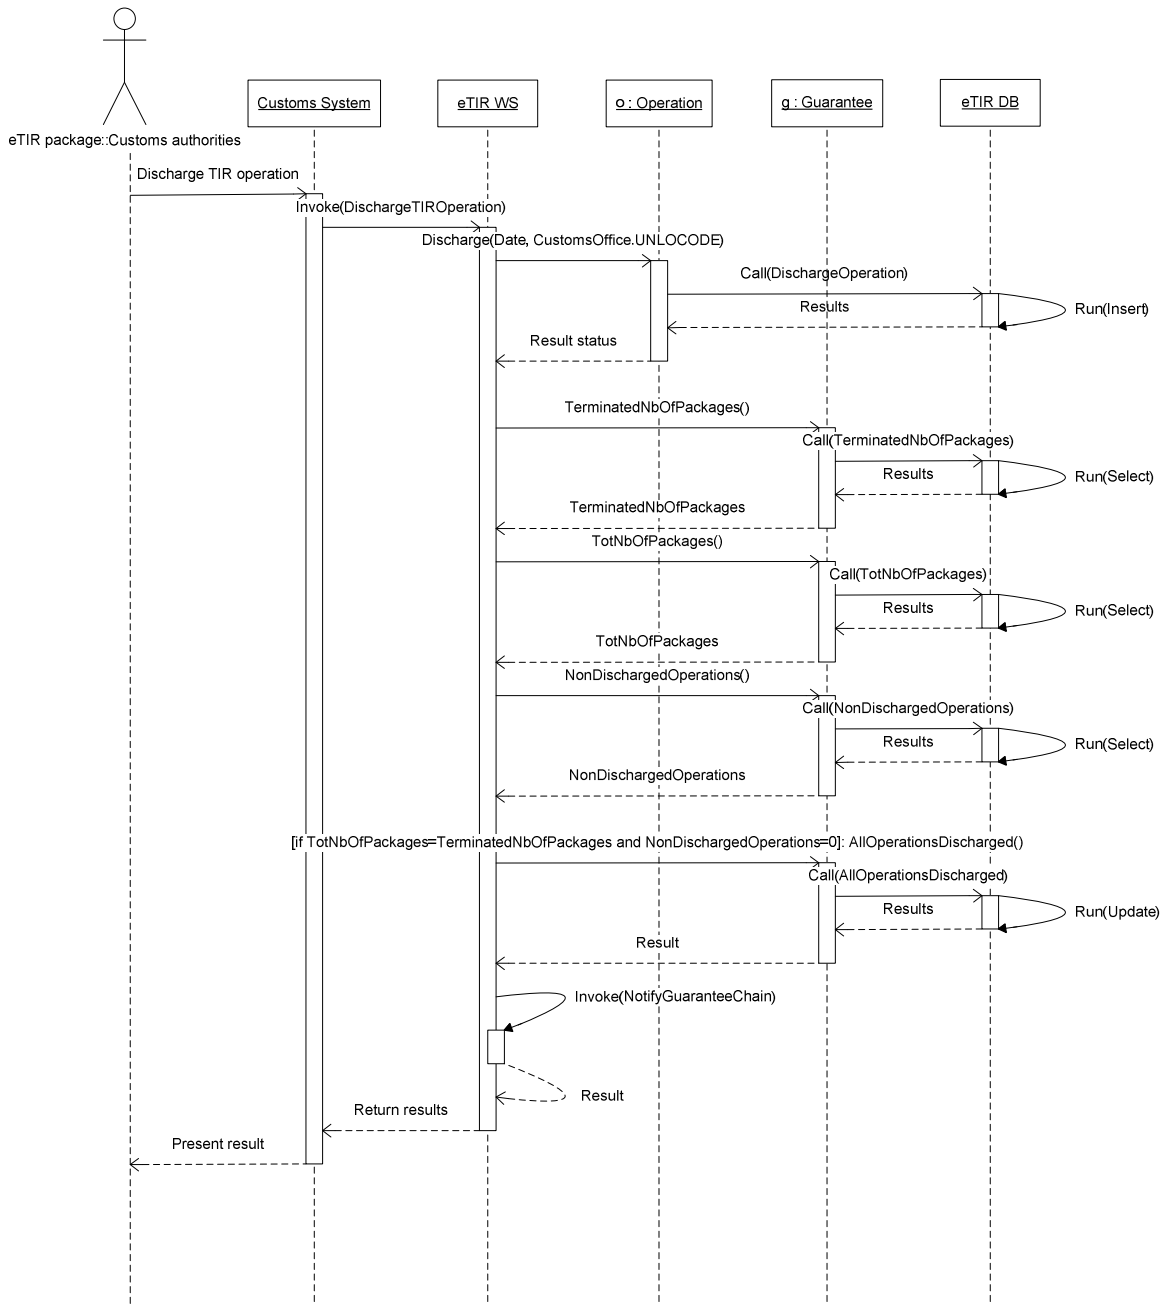 Customs System
eTIR WS
o : Operation
g : Guarantee
eTIR DB
eTIR package::Customs authorities
Discharge TIR operation
Invoke(DischargeTIROperation)
Discharge(Date, CustomsOffice.UNLOCODE)
Call(DischargeOperation)
Results
Run(Insert)
Result status
TerminatedNbOfPackages()
Call(TerminatedNbOfPackages)
Results
Run(Select)
TerminatedNbOfPackages
TotNbOfPackages()
Call(TotNbOfPackages)
Results
Run(Select)
TotNbOfPackages
NonDischargedOperations()
Call(NonDischargedOperations)
Results
Run(Select)
NonDischargedOperations
[if TotNbOfPackages=TerminatedNbOfPackages and NonDischargedOperations=0]: AllOperationsDischarged()
Call(AllOperationsDischarged)
Results
Run(Update)
Result
Invoke(NotifyGuaranteeChain)
Result
Return results
Present result